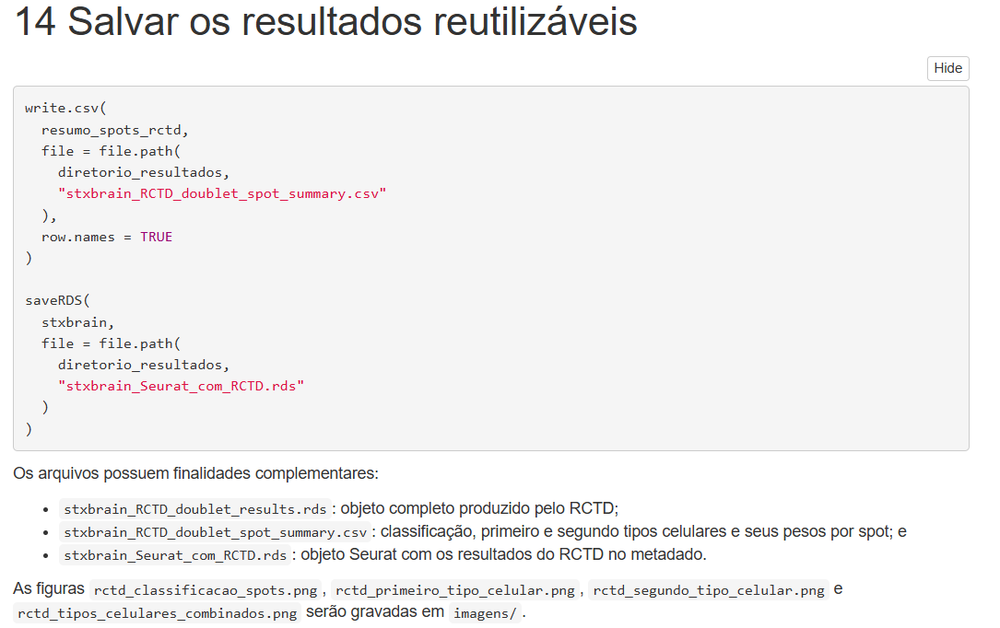 14 Salvar os resultados reutilizáveis
Hide
write.csv(
  resumo_spots_rctd,
  file = file.path(
    diretorio_resultados,
    "stxbrain_RCTD_doublet_spot_summary.csv"
  ),
  row.names = TRUE
)

saveRDS(
  stxbrain,
  file = file.path(
    diretorio_resultados,
    "stxbrain_Seurat_com_RCTD.rds"
  )
)
Os arquivos possuem finalidades complementares:
• stxbrain_RCTD_doublet_results.rds : objeto completo produzido pelo RCTD;
• stxbrain_RCTD_doublet_spot_summary.csv : classificação, primeiro e segundo tipos celulares e seus pesos por spot; e
• stxbrain_Seurat_com_RCTD.rds : objeto Seurat com os resultados do RCTD no metadado.
As figuras rctd_classificacao_spots.png , rctd_primeiro_tipo_celular.png , rctd_segundo_tipo_celular.png e
rctd_tipos_celulares_combinados.png serão gravadas em imagens/ .